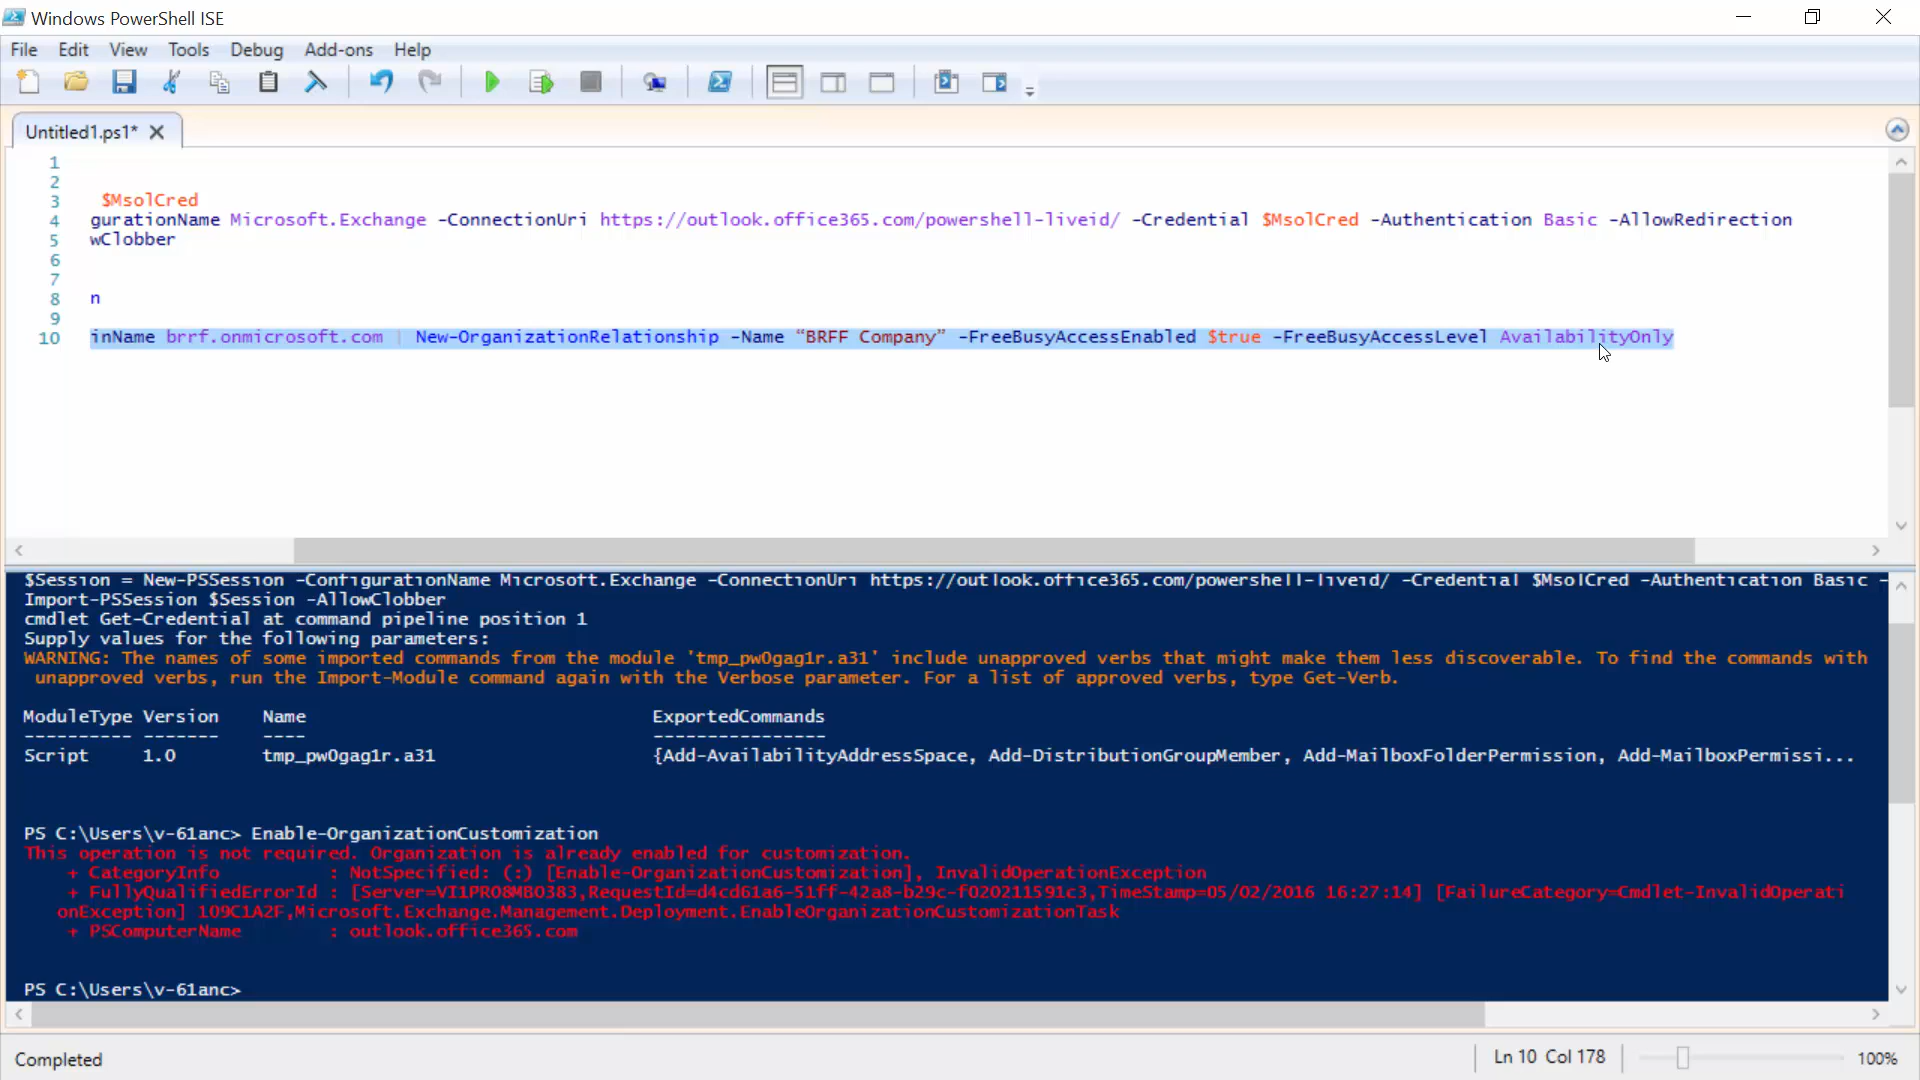 Windows PowerShell ISE
File Edit View Tools Debug Add-ons Help
Untitled1.ps1*
1
2
3 $MsolCred
4 gurationName Microsoft.Exchange -ConnectionUri https://outlook.office365.com/powershell-liveid/ -Credential $MsolCred -Authentication Basic -AllowRedirection
5 wClobber
6
7
8 n
9
10 inName brrf.onmicrosoft.com | New-OrganizationRelationship -Name “BRFF Company” -FreeBusyAccessEnabled $true -FreeBusyAccessLevel AvailabilityOnly
$Session = New-PSSession -ConfigurationName Microsoft.Exchange -ConnectionUri https://outlook.office365.com/powershell-liveid/ -Credential $MsolCred -Authentication Basic -
Import-PSSession $Session -AllowClobber
cmdlet Get-Credential at command pipeline position 1
Supply values for the following parameters:
WARNING: The names of some imported commands from the module 'tmp_pw0gag1r.a31' include unapproved verbs that might make them less discoverable. To find the commands with
unapproved verbs, run the Import-Module command again with the Verbose parameter. For a list of approved verbs, type Get-Verb.
ModuleType Version Name ExportedCommands
---------- ------- ---- ----------------
Script 1.0 tmp_pw0gag1r.a31 {Add-AvailabilityAddressSpace, Add-DistributionGroupMember, Add-MailboxFolderPermission, Add-MailboxPermissi...
PS C:\Users\v-61anc> Enable-OrganizationCustomization
This operation is not required. Organization is already enabled for customization.
+ CategoryInfo : NotSpecified: (:) [Enable-OrganizationCustomization], InvalidOperationException
+ FullyQualifiedErrorId : [Server=VI1PR08MB0383,RequestId=d4cd61a6-51ff-42a8-b29c-f020211591c3,TimeStamp=05/02/2016 16:27:14] [FailureCategory=Cmdlet-InvalidOperati
onException] 109C1A2F,Microsoft.Exchange.Management.Deployment.EnableOrganizationCustomizationTask
+ PSComputerName : outlook.office365.com
PS C:\Users\v-61anc>
Completed
Ln 10 Col 178
100%